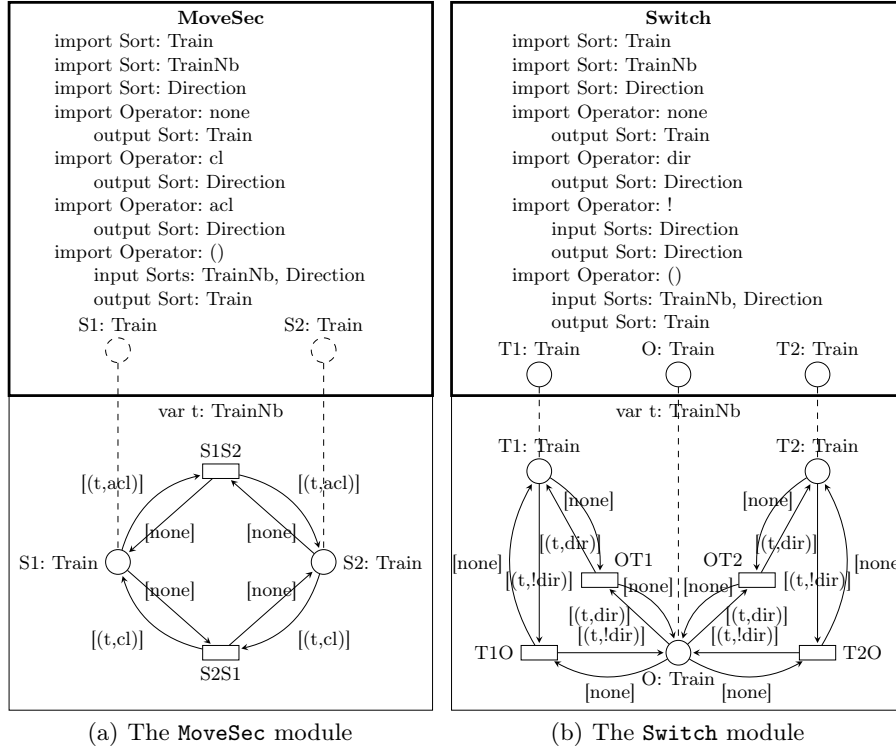 MoveSec
import Sort: Train
import Sort: TrainNb
import Sort: Direction
import Operator: none
output Sort: Train
import Operator: cl
output Sort: Direction
import Operator: acl
output Sort: Direction
import Operator: ()
input Sorts: TrainNb, Direction
output Sort: Train
S1: Train S2: Train
var t: TrainNb
S1S2
[(t,acl)] [(t,acl)]
[none] [none]
S1: Train S2: Train
[none] [none]
[(t,cl)] [(t,cl)]
S2S1
(a) The MoveSec module
Switch
import Sort: Train
import Sort: TrainNb
import Sort: Direction
import Operator: none
output Sort: Train
import Operator: dir
output Sort: Direction
import Operator: !
input Sorts: Direction
output Sort: Direction
import Operator: ()
input Sorts: TrainNb, Direction
output Sort: Train
T1: Train O: Train T2: Train
var t: TrainNb
T1: Train T2: Train
[none] [none]
[(t,dir)] [(t,dir)]
OT1 OT2
[none] [none]
[(t,!dir)] [none] [none] [(t,!dir)]
[(t,dir)] [(t,dir)]
[(t,!dir)] [(t,!dir)]
T1O T2O
O: Train
[none] [none]
(b) The Switch module